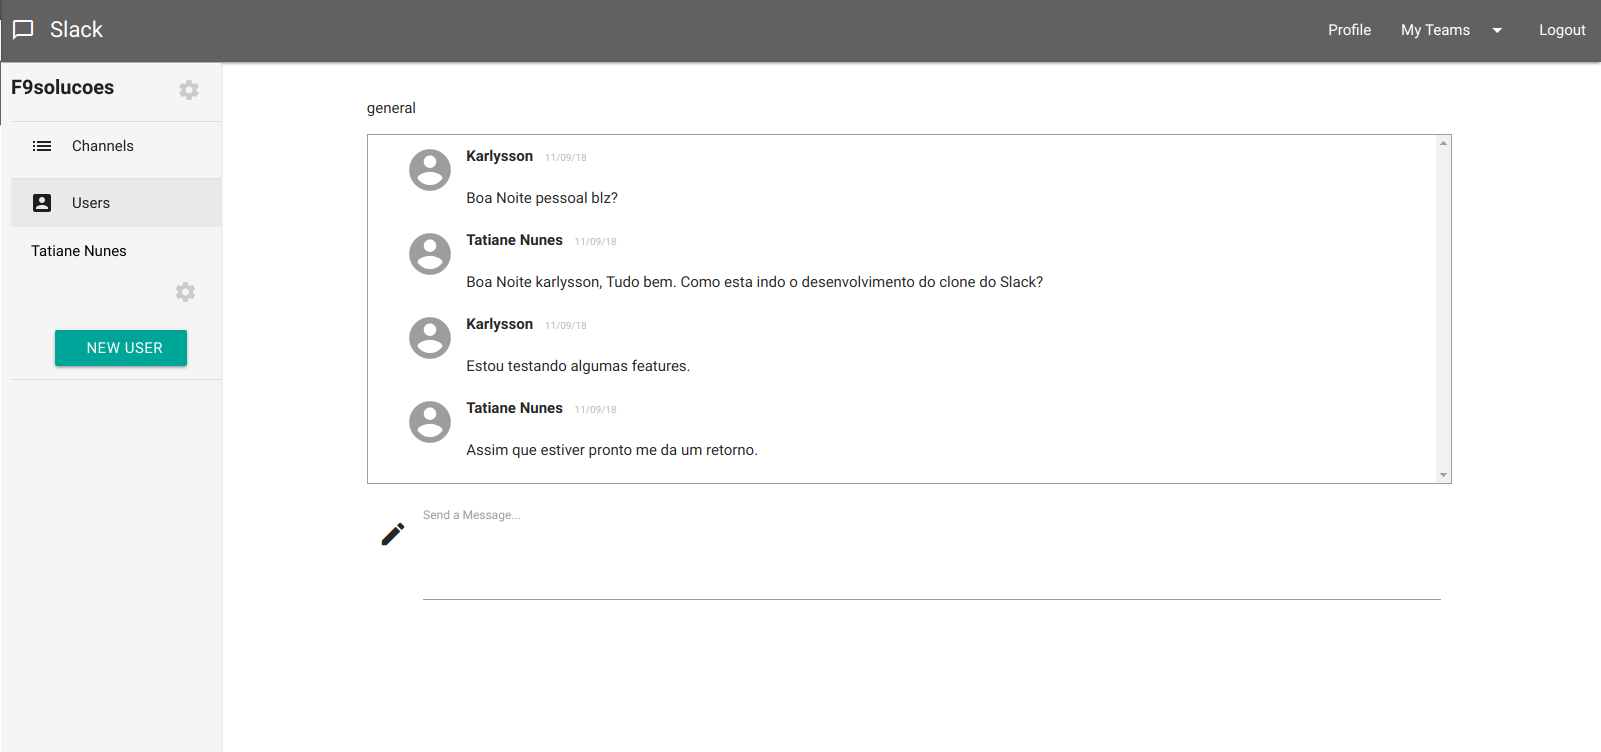 Slack
Profile My Teams Logout
F9solucoes
Channels
Users
Tatiane Nunes
NEW USER
general
Karlysson 11/09/18
Boa Noite pessoal blz?
Tatiane Nunes 11/09/18
Boa Noite karlysson, Tudo bem. Como esta indo o desenvolvimento do clone do Slack?
Karlysson 11/09/18
Estou testando algumas features.
Tatiane Nunes 11/09/18
Assim que estiver pronto me da um retorno.
Send a Message...